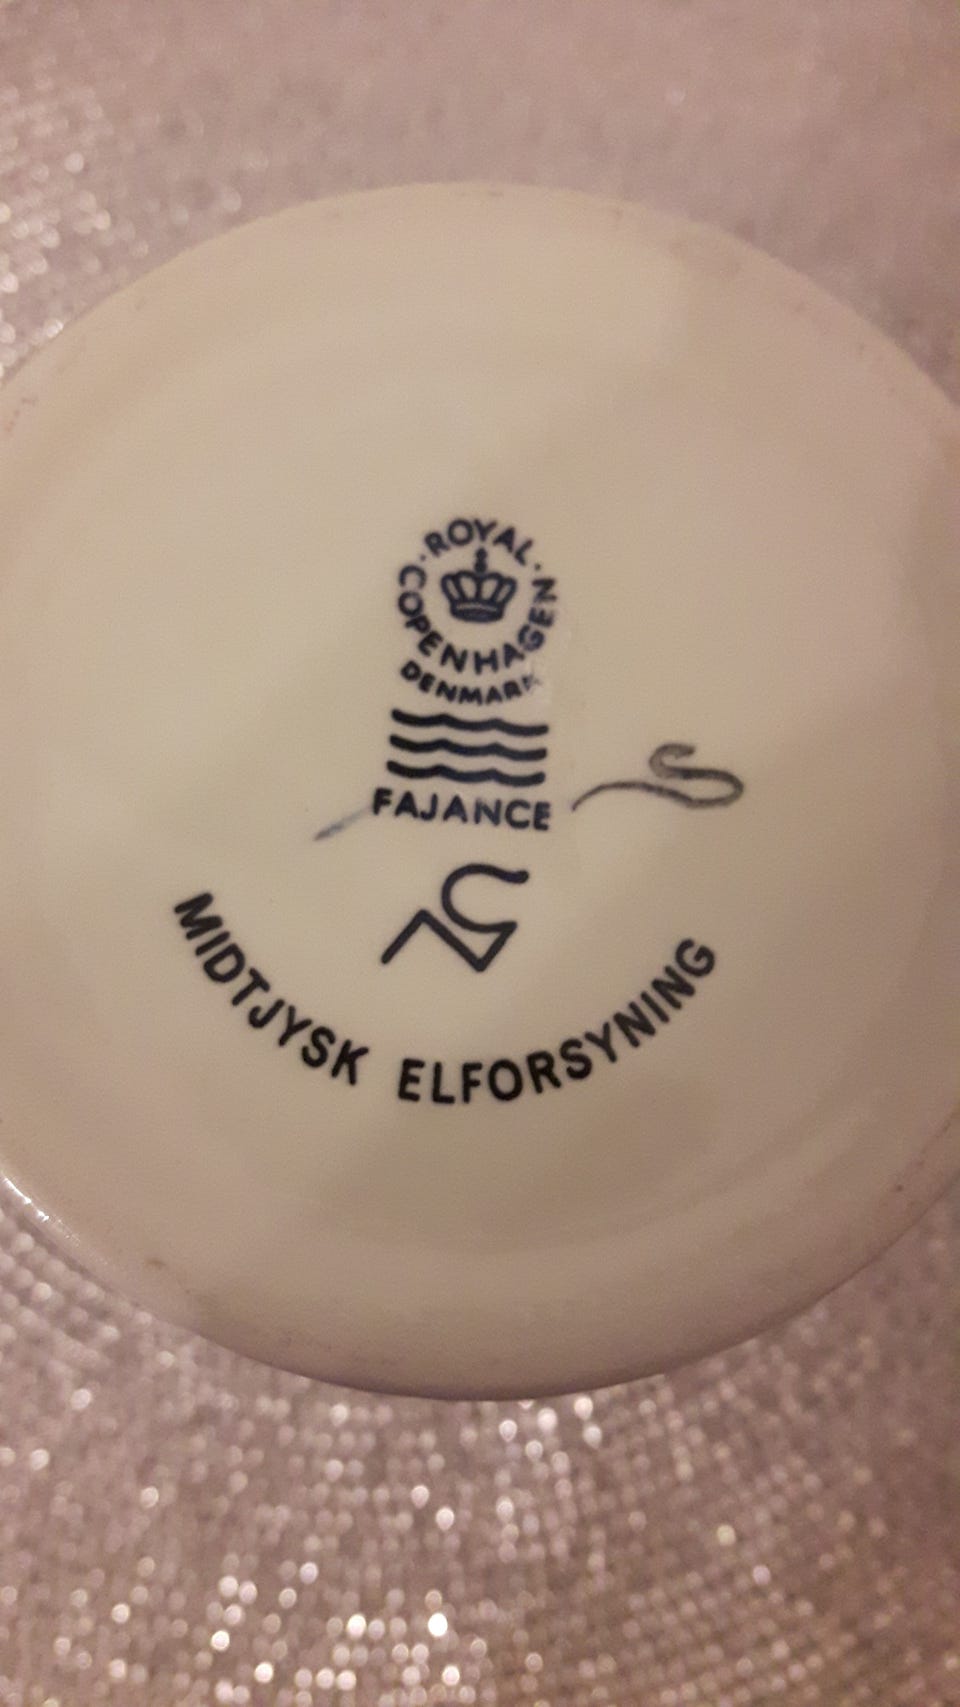 ROYAL
COPENHAGEN
DENMARK
FAJANCE
MIDTJYSK ELFORSYNING